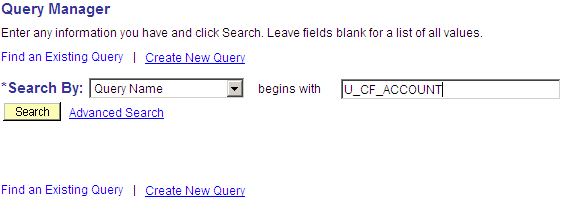 Query Manager
Enter any information you have and click Search. Leave fields blank for a list of all values.
Find an Existing Query | Create New Query
*Search By: Query Name begins with U_CF_ACCOUNT
Search Advanced Search
Find an Existing Query | Create New Query